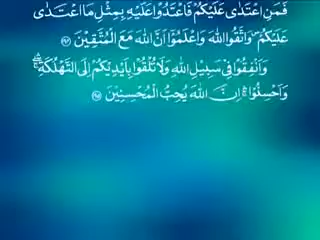 فَمَنِ اعْتَدَىٰ عَلَيْكُمْ فَاعْتَدُوا عَلَيْهِ بِمِثْلِ مَا اعْتَدَىٰ
عَلَيْكُمْ وَاتَّقُوا اللَّهَ وَاعْلَمُوا أَنَّ اللَّهَ مَعَ الْمُتَّقِينَ
وَأَنفِقُوا فِي سَبِيلِ اللَّهِ وَلَا تُلْقُوا بِأَيْدِيكُمْ إِلَى التَّهْلُكَةِ
وَأَحْسِنُوا إِنَّ اللَّهَ يُحِبُّ الْمُحْسِنِينَ